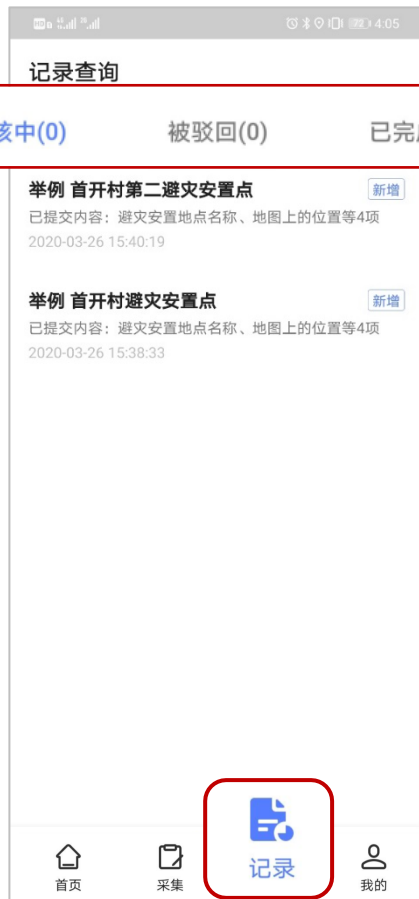 4:05
记录查询
核中(0) 被驳回(0) 已完
举例 首开村第二避灾安置点 新增
已提交内容：避灾安置地点名称、地图上的位置等4项
2020-03-26 15:40:19
举例 首开村避灾安置点 新增
已提交内容：避灾安置地点名称、地图上的位置等4项
2020-03-26 15:38:33
首页 采集 记录 我的